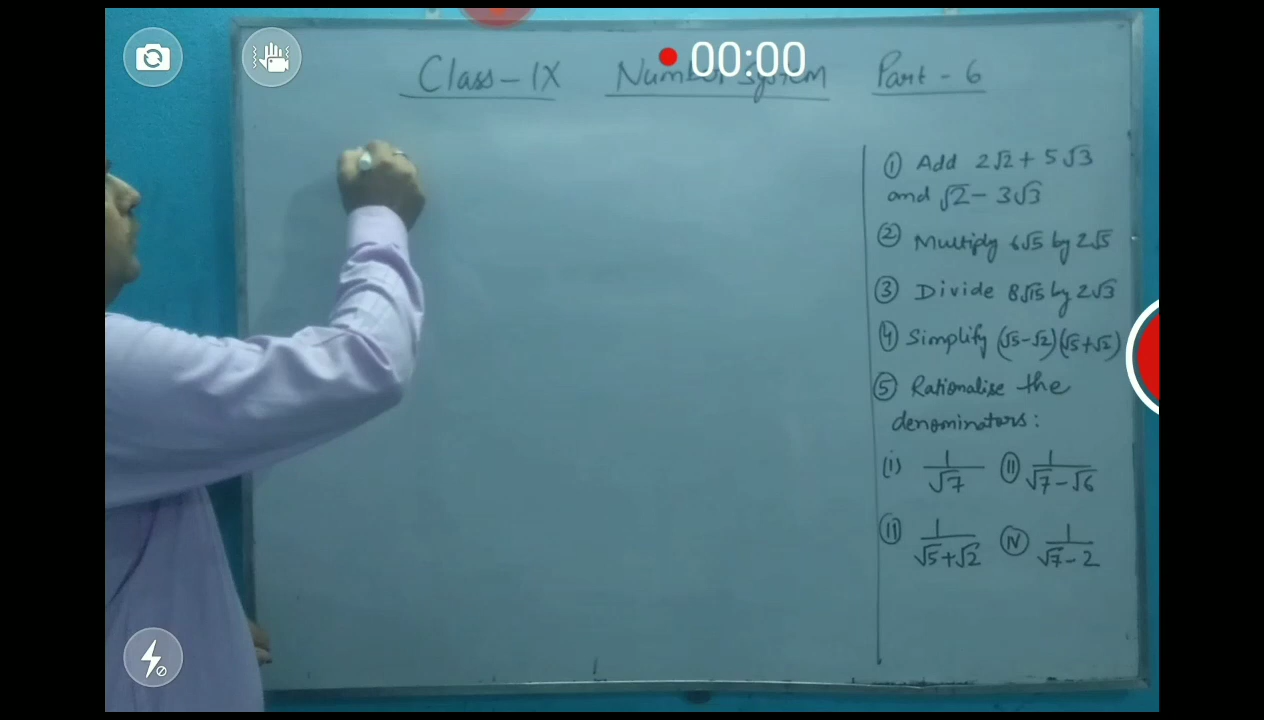 00:00
Class - IX Number System Part - 6
① Add 2√2 + 5√3
and √2 - 3√3
② Multiply 6√5 by 2√5
③ Divide 8√15 by 2√3
④ Simplify (√5-√2)(√5+√2)
⑤ Rationalise the
denominators:
(i) 1/√7 (II) 1/(√7-√6)
(II) 1/(√5+√2) (IV) 1/(√7-2)